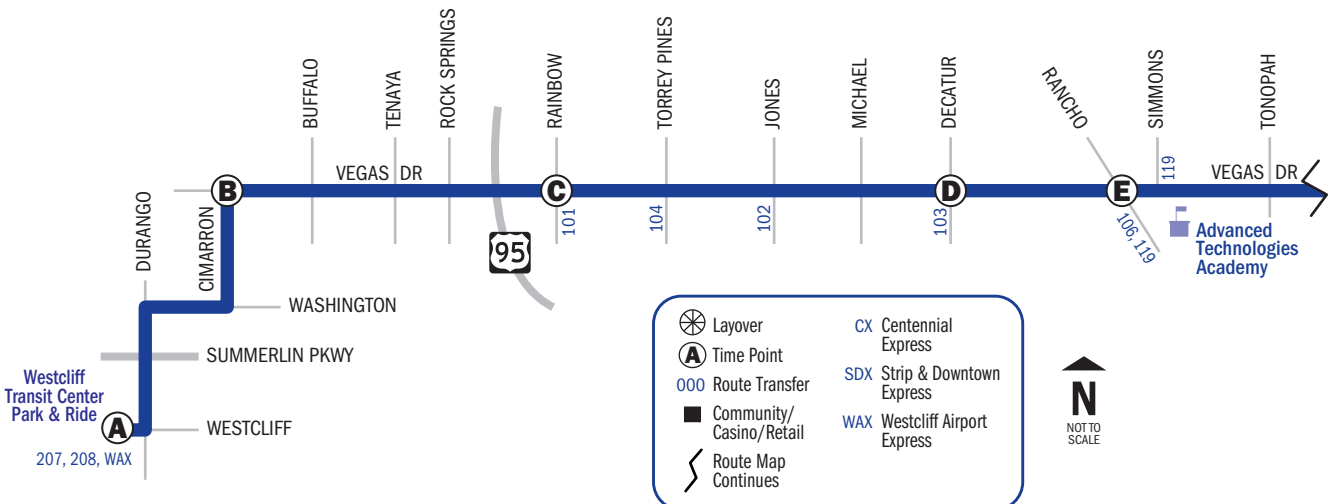 BUFFALO
TENAYA
ROCK SPRINGS
RAINBOW
TORREY PINES
JONES
MICHAEL
DECATUR
RANCHO
SIMMONS
TONOPAH
119
VEGAS DR
VEGAS DR
B
C
D
E
101
104
102
103
106, 119
95
Advanced
Technologies
Academy
DURANGO
CIMARRON
WASHINGTON
SUMMERLIN PKWY
Westcliff
Transit Center
Park & Ride
A
WESTCLIFF
207, 208, WAX
Layover
A Time Point
000 Route Transfer
Community/
Casino/Retail
Route Map
Continues
CX Centennial
Express
SDX Strip & Downtown
Express
WAX Westcliff Airport
Express
N
NOT TO
SCALE